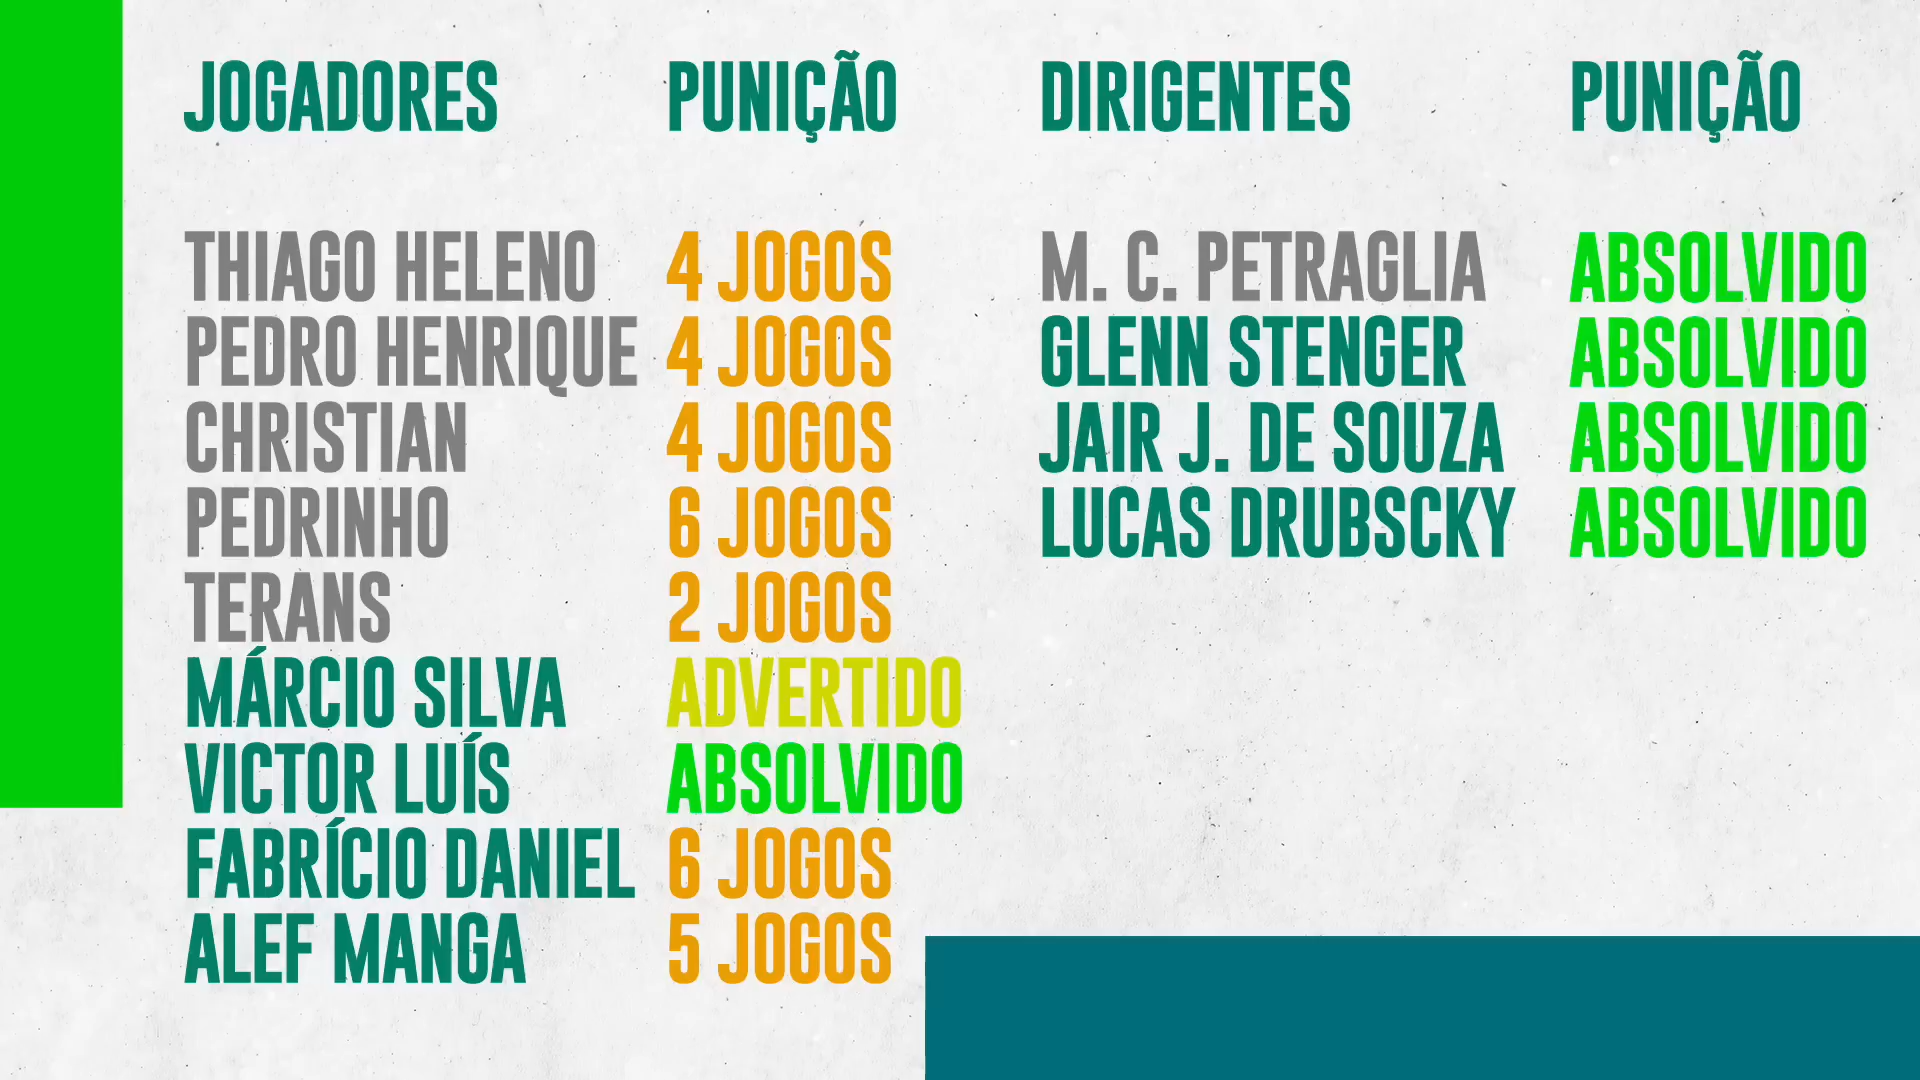 JOGADORES PUNIÇÃO DIRIGENTES PUNIÇÃO
THIAGO HELENO 4 JOGOS M. C. PETRAGLIA ABSOLVIDO
PEDRO HENRIQUE 4 JOGOS GLENN STENGER ABSOLVIDO
CHRISTIAN 4 JOGOS JAIR J. DE SOUZA ABSOLVIDO
PEDRINHO 6 JOGOS LUCAS DRUBSCKY ABSOLVIDO
TERANS 2 JOGOS
MÁRCIO SILVA ADVERTIDO
VICTOR LUÍS ABSOLVIDO
FABRÍCIO DANIEL 6 JOGOS
ALEF MANGA 5 JOGOS